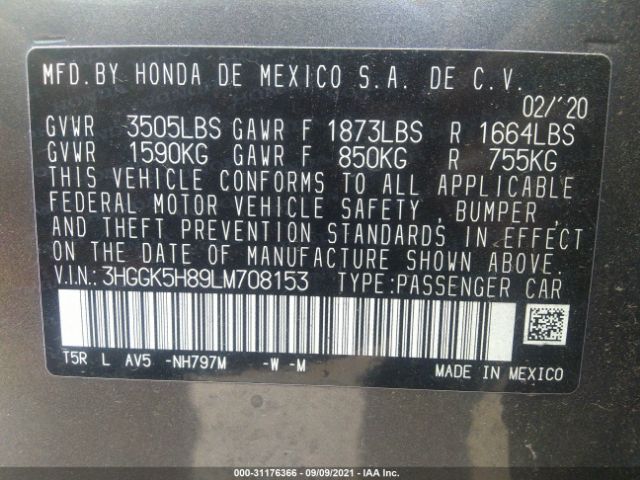 MFD. BY HONDA DE MEXICO S.A. DE C.V.
02/'20
GVWR 3505LBS GAWR F 1873LBS R 1664LBS
GVWR 1590KG GAWR F 850KG R 755KG
THIS VEHICLE CONFORMS TO ALL APPLICABLE
FEDERAL MOTOR VEHICLE SAFETY , BUMPER ,
AND THEFT PREVENTION STANDARDS IN EFFECT
ON THE DATE OF MANUFACTURE SHOWN ABOVE.
V.I.N.: 3HGGK5H89LM708153 TYPE:PASSENGER CAR
T5R L AV5 -NH797M -W -M
MADE IN MEXICO
000-31176366 - 09/09/2021 - IAA Inc.